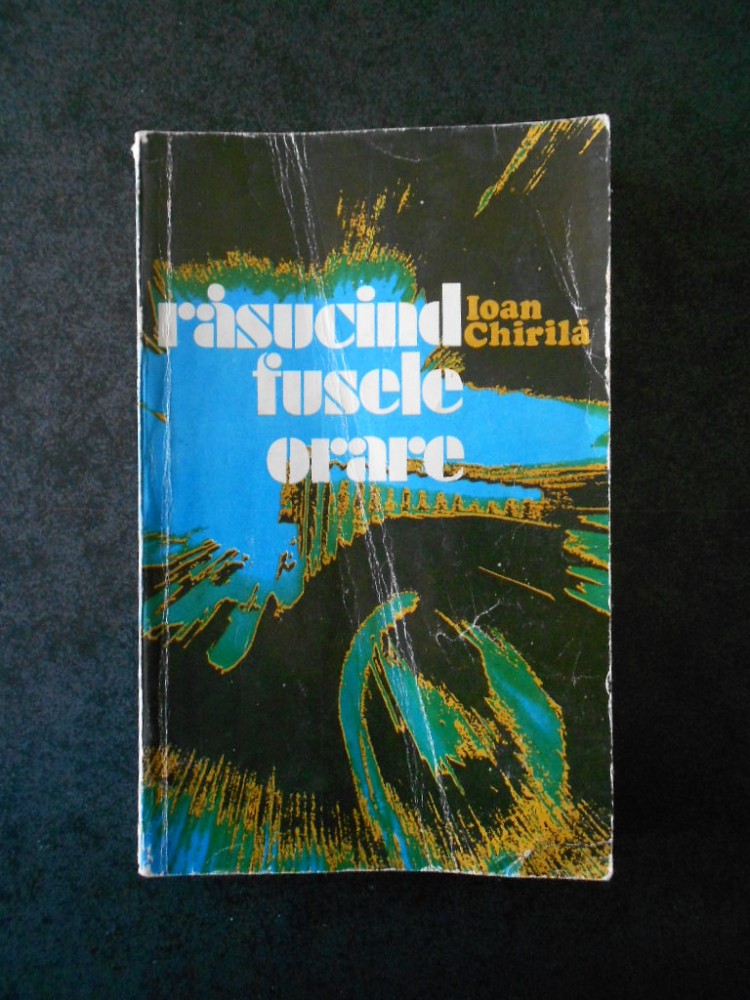 răsucind
fusele
orare
Ioan
Chirilă